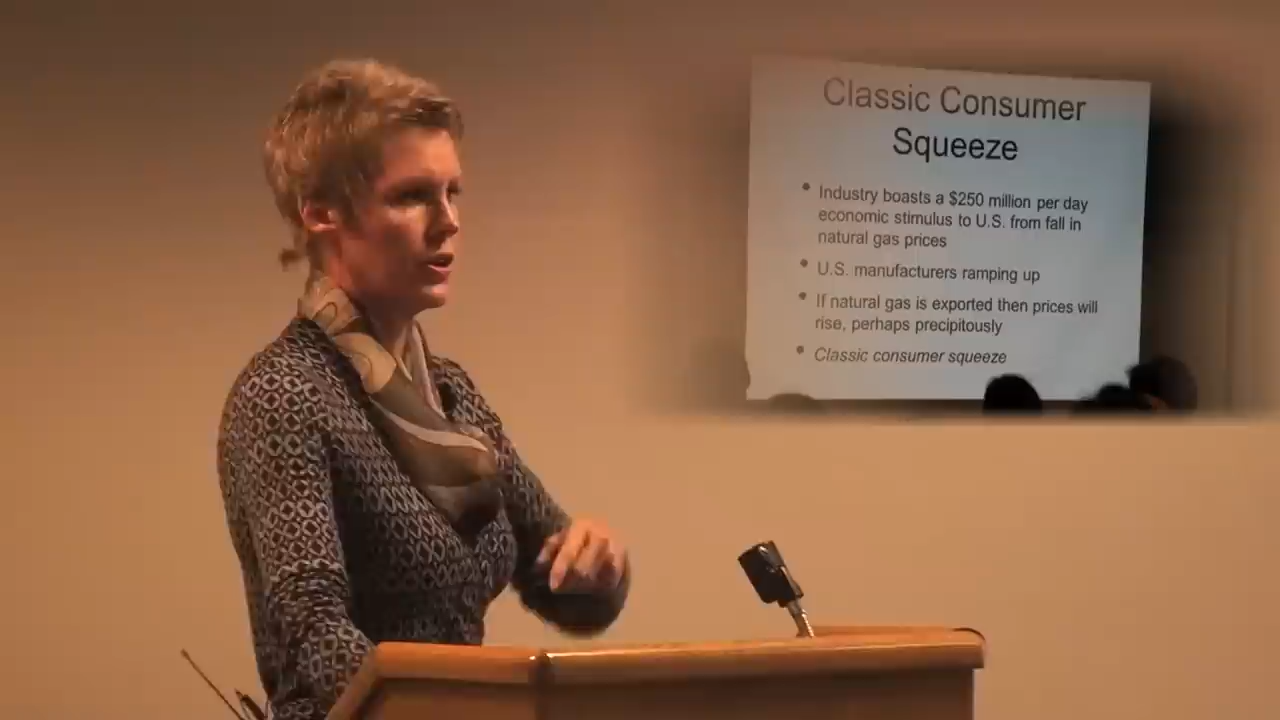 Classic Consumer
Squeeze
• Industry boasts a $250 million per day
economic stimulus to U.S. from fall in
natural gas prices
• U.S. manufacturers ramping up
• If natural gas is exported then prices will
rise, perhaps precipitously
• Classic consumer squeeze